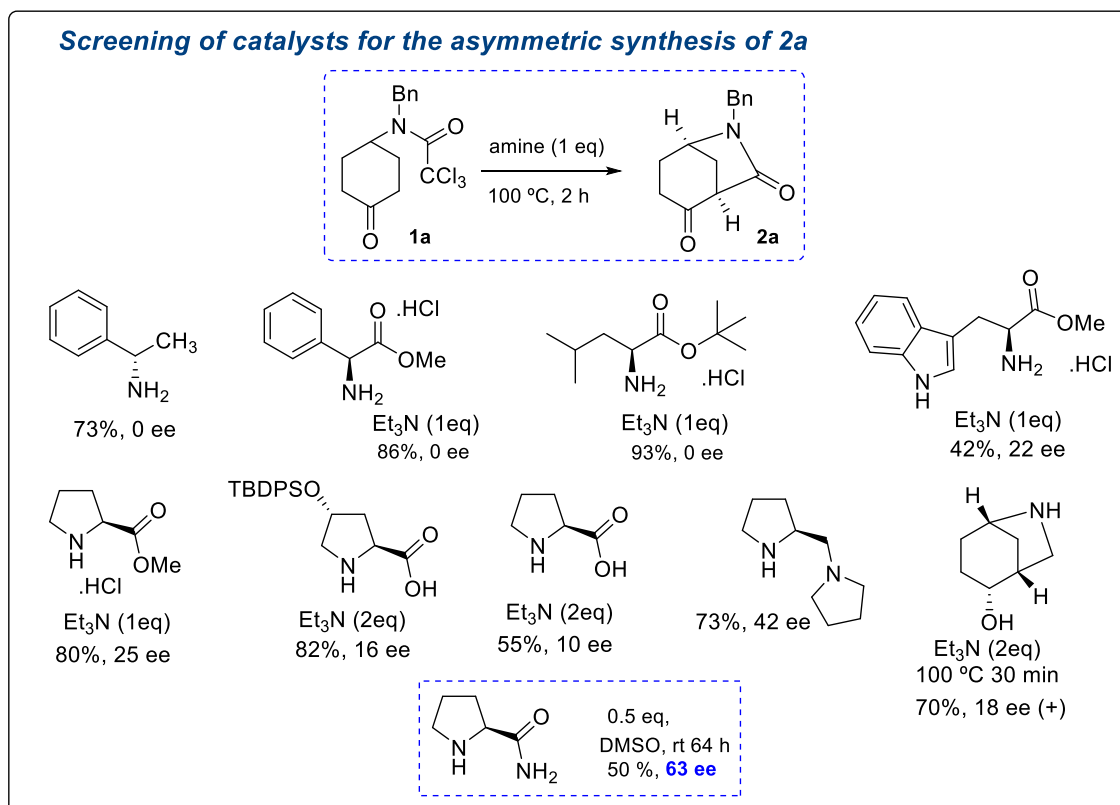 Screening of catalysts for the asymmetric synthesis of 2a
Bn
N
O
CCl₃
O
1a
amine (1 eq)
100 ºC, 2 h
H
Bn
N
O
H
O
2a
CH₃
NH₂
73%, 0 ee
O
.HCl
OMe
NH₂
Et₃N (1eq)
86%, 0 ee
O
O
NH₂
.HCl
Et₃N (1eq)
93%, 0 ee
O
OMe
NH₂
.HCl
N
H
Et₃N (1eq)
42%, 22 ee
O
N
H
OMe
.HCl
Et₃N (1eq)
80%, 25 ee
TBDPSO
O
N
H
OH
Et₃N (2eq)
82%, 16 ee
O
N
H
OH
Et₃N (2eq)
55%, 10 ee
N
H
N
73%, 42 ee
H
NH
H
OH
Et₃N (2eq)
100 ºC 30 min
70%, 18 ee (+)
O
N
H
NH₂
0.5 eq,
DMSO, rt 64 h
50 %, 63 ee